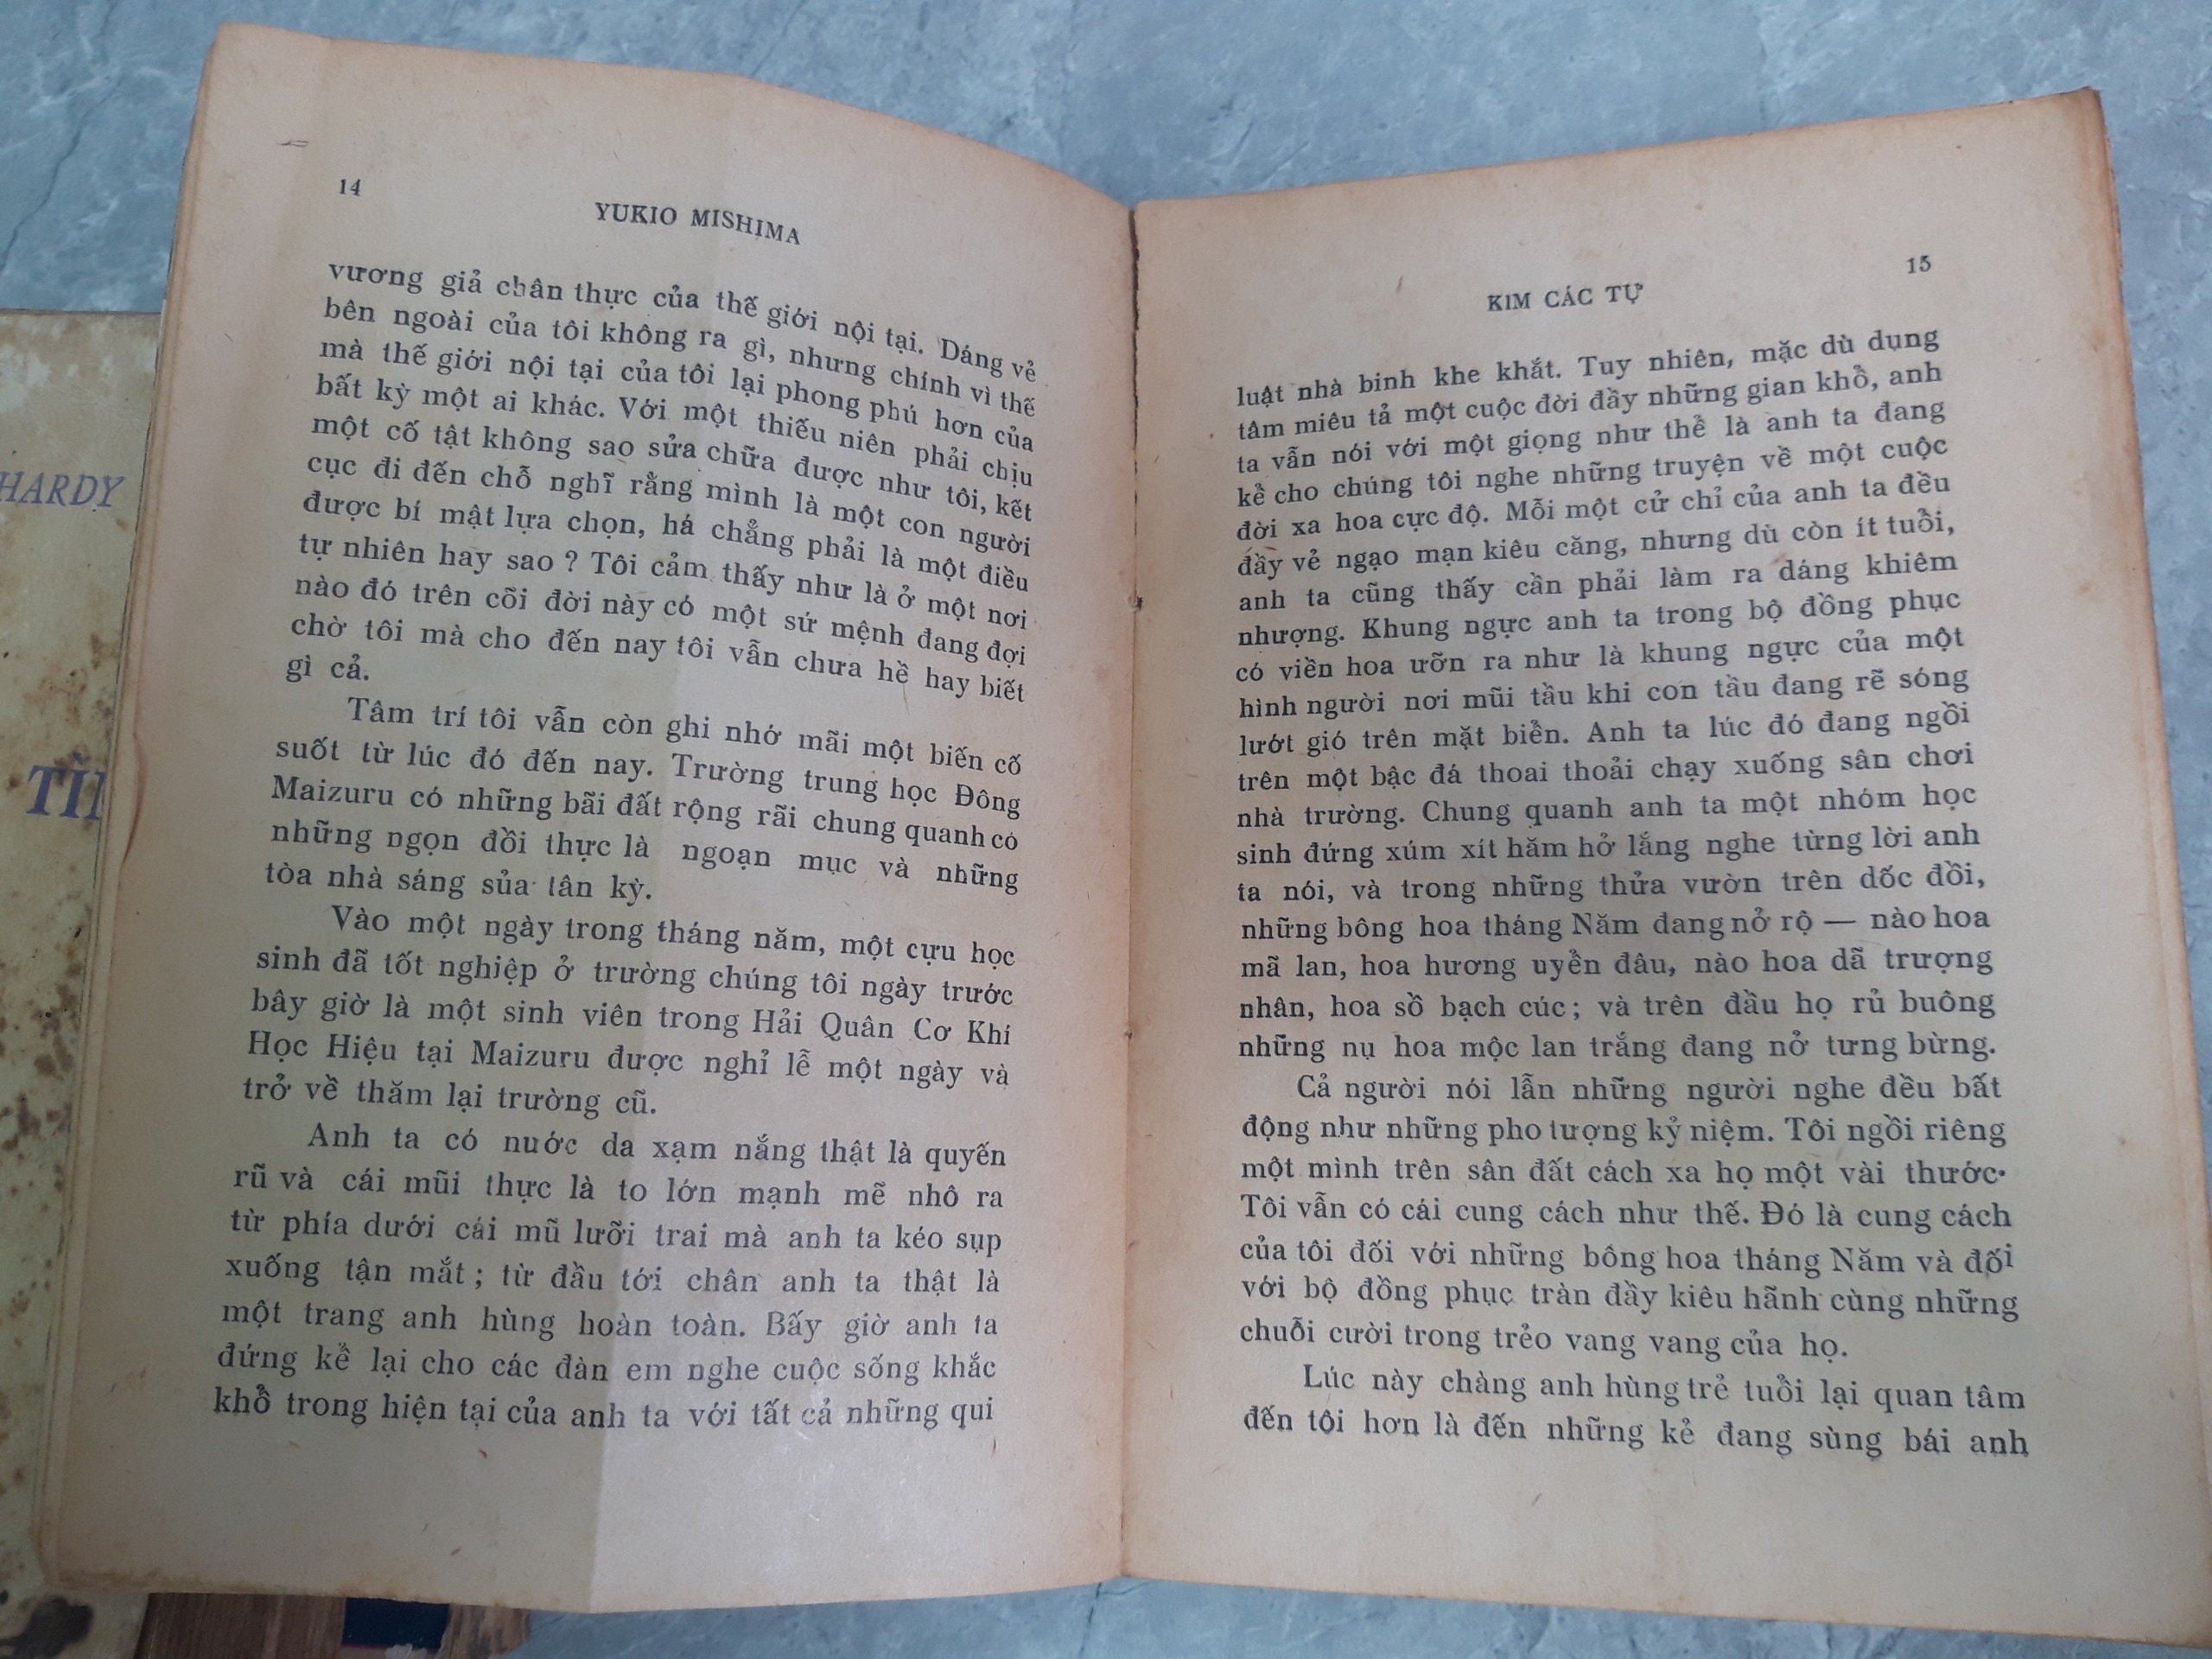 HARDY
TÌ
14
YUKIO MISHIMA
vương giả chân thực của thế giới nội tại. Dáng vẻ
bên ngoài của tôi không ra gì, nhưng chính vì thế
mà thế giới nội tại của tôi lại phong phú hơn của
bất kỳ một ai khác. Với một thiếu niên phải chịu
một cố tật không sao sửa chữa được như tôi, kết
cục đi đến chỗ nghĩ rằng mình là một con người
được bí mật lựa chọn, há chẳng phải là một điều
tự nhiên hay sao ? Tôi cảm thấy như là ở một nơi
nào đó trên cõi đời này có một sứ mệnh đang đợi
chờ tôi mà cho đến nay tôi vẫn chưa hề hay biết
gì cả.
Tâm trí tôi vẫn còn ghi nhớ mãi một biến cố
suốt từ lúc đó đến nay. Trường trung học Đông
Maizuru có những bãi đất rộng rãi chung quanh có
những ngọn đồi thực là ngoạn mục và những
tòa nhà sáng sủa tân kỳ.
Vào một ngày trong tháng năm, một cựu học
sinh đã tốt nghiệp ở trường chúng tôi ngày trước
bây giờ là một sinh viên trong Hải Quân Cơ Khí
Học Hiệu tại Maizuru được nghỉ lễ một ngày và
trở về thăm lại trường cũ.
Anh ta có nước da xạm nắng thật là quyến
rũ và cái mũi thực là to lớn mạnh mẽ nhô ra
từ phía dưới cái mũ lưỡi trai mà anh ta kéo sụp
xuống tận mắt ; từ đầu tới chân anh ta thật là
một trang anh hùng hoàn toàn. Bấy giờ anh ta
đứng kể lại cho các đàn em nghe cuộc sống khắc
khổ trong hiện tại của anh ta với tất cả những qui
KIM CÁC TỰ
15
luật nhà binh khe khắt. Tuy nhiên, mặc dù dụng
tâm miêu tả một cuộc đời đầy những gian khổ, anh
ta vẫn nói với một giọng như thể là anh ta đang
kể cho chúng tôi nghe những truyện về một cuộc
đời xa hoa cực độ. Mỗi một cử chỉ của anh ta đều
đầy vẻ ngạo mạn kiêu căng, nhưng dù còn ít tuổi,
anh ta cũng thấy cần phải làm ra dáng khiêm
nhượng. Khung ngực anh ta trong bộ đồng phục
có viền hoa ưỡn ra như là khung ngực của một
hình người nơi mũi tầu khi con tầu đang rẽ sóng
lướt gió trên mặt biển. Anh ta lúc đó đang ngồi
trên một bậc đá thoai thoải chạy xuống sân chơi
nhà trường. Chung quanh anh ta một nhóm học
sinh đứng xúm xít hăm hở lắng nghe từng lời anh
ta nói, và trong những thửa vườn trên dốc đồi,
những bông hoa tháng Năm đang nở rộ — nào hoa
mã lan, hoa hương uyển đâu, nào hoa dã trượng
nhân, hoa sồ bạch cúc ; và trên đầu họ rủ buông
những nụ hoa mộc lan trắng đang nở tưng bừng.
Cả người nói lẫn những người nghe đều bất
động như những pho tượng kỷ niệm. Tôi ngồi riêng
một mình trên sân đất cách xa họ một vài thước.
Tôi vẫn có cái cung cách như thế. Đó là cung cách
của tôi đối với những bông hoa tháng Năm và đối
với bộ đồng phục tràn đầy kiêu hãnh cùng những
chuỗi cười trong trẻo vang vang của họ.
Lúc này chàng anh hùng trẻ tuổi lại quan tâm
đến tôi hơn là đến những kẻ đang sùng bái anh